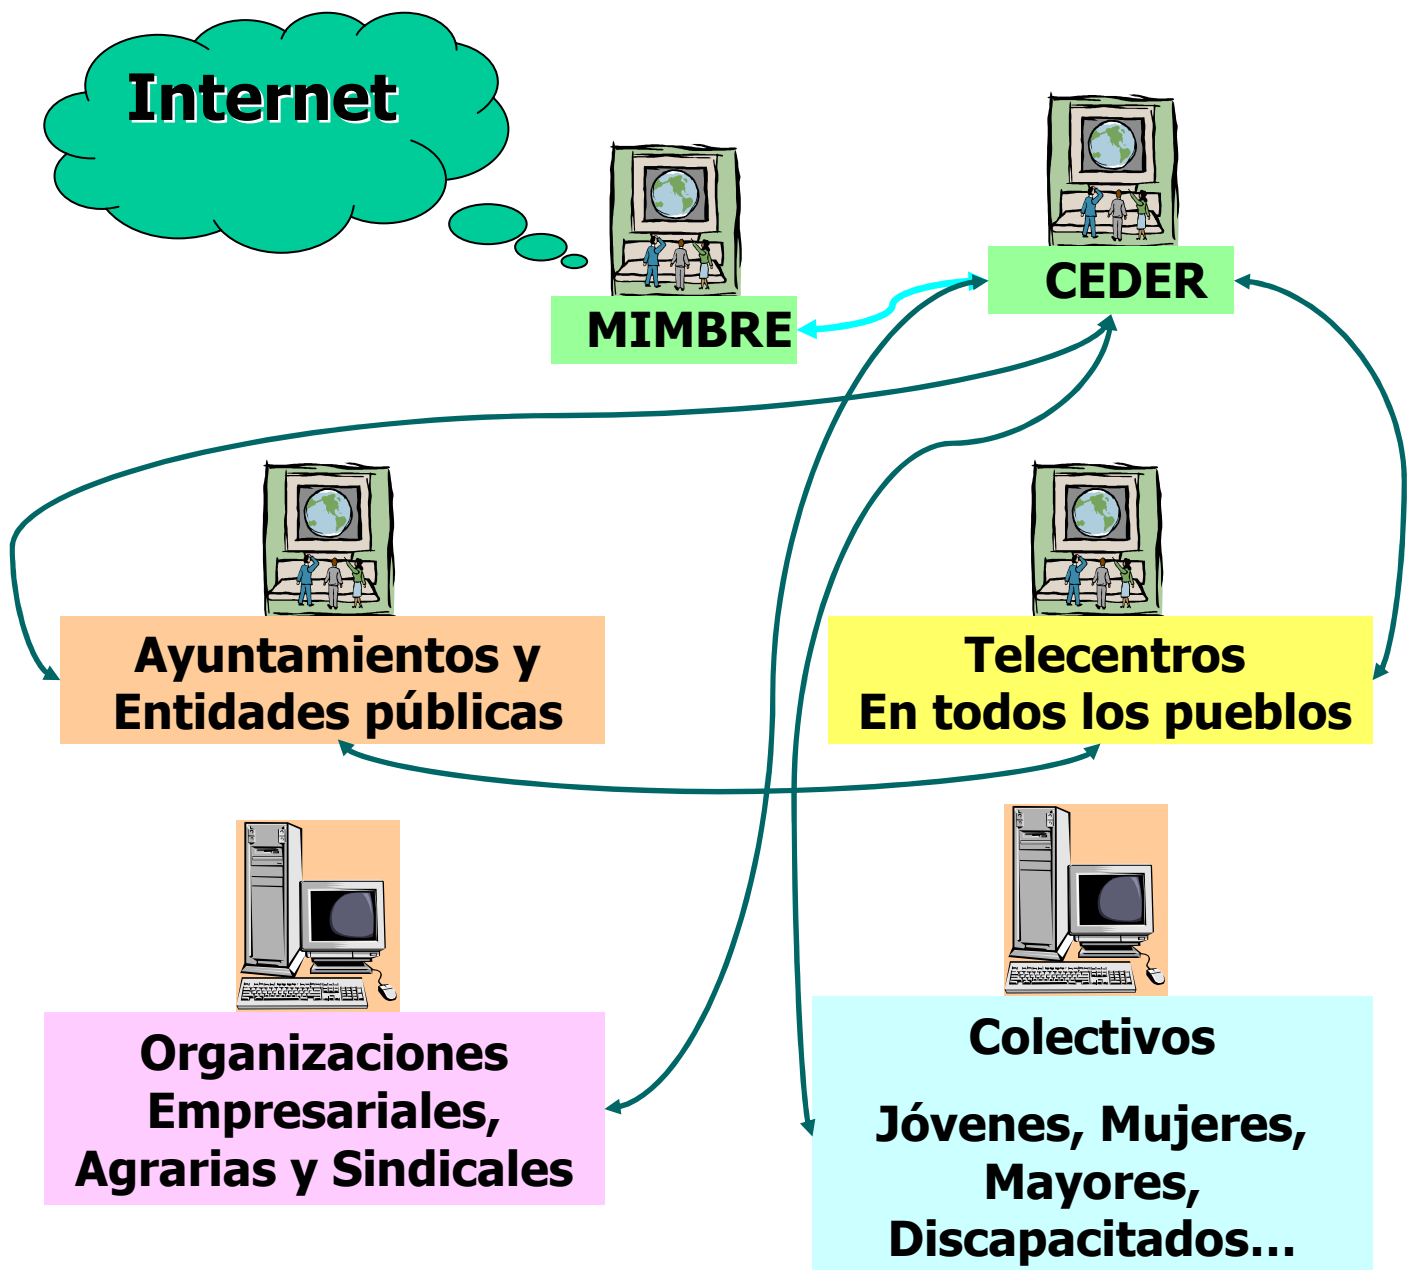 Internet
CEDER
MIMBRE
Ayuntamientos y
Entidades públicas
Telecentros
En todos los pueblos
Organizaciones
Empresariales,
Agrarias y Sindicales
Colectivos
Jóvenes, Mujeres,
Mayores,
Discapacitados...